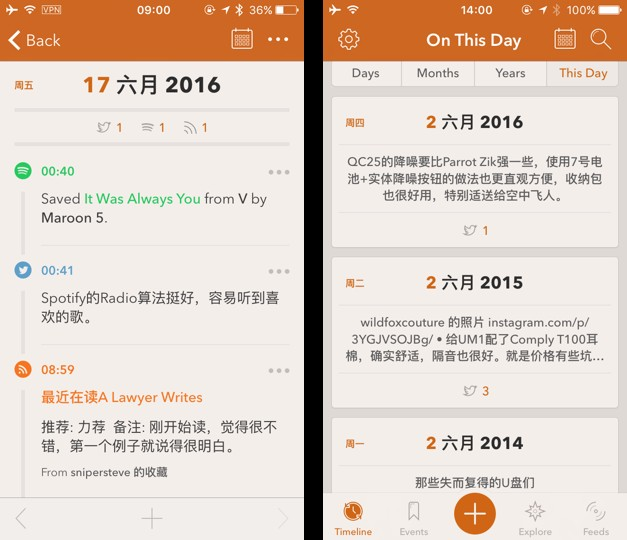 VPN 09:00 36%
Back
周五 17 六月 2016
1 1 1
00:40
Saved It Was Always You from V by
Maroon 5.
00:41
Spotify的Radio算法挺好，容易听到喜
欢的歌。
08:59
最近在读A Lawyer Writes
推荐: 力荐 备注: 刚开始读，觉得很不
错，第一个例子就说得很明白。
From snipersteve 的收藏
14:00 100%
On This Day
Days Months Years This Day
周四 2 六月 2016
QC25的降噪要比Parrot Zik强一些，使用7号电
池+实体降噪按钮的做法也更直观方便，收纳包
也很好用，特别适送给空中飞人。
1
周二 2 六月 2015
wildfoxcouture 的照片 instagram.com/p/
3YGJVSOJBg/ • 给UM1配了Comply T100耳
棉，确实舒适，隔音也很好。就是价格有些坑…
3
周一 2 六月 2014
那些失而复得的U盘们
Timeline Events Explore Feeds